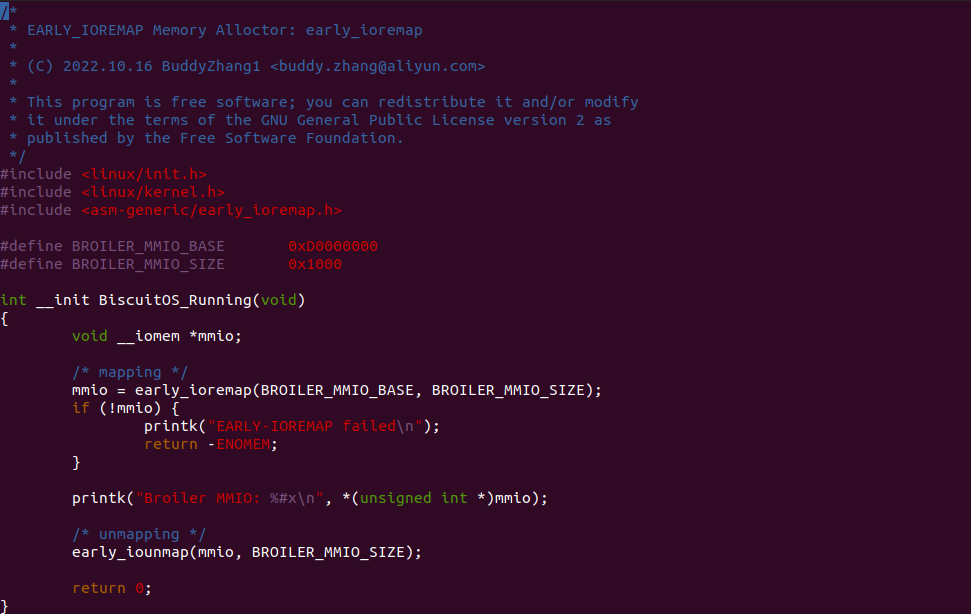 /*
 * EARLY_IOREMAP Memory Alloctor: early_ioremap
 *
 * (C) 2022.10.16 BuddyZhang1 <buddy.zhang@aliyun.com>
 *
 * This program is free software; you can redistribute it and/or modify
 * it under the terms of the GNU General Public License version 2 as
 * published by the Free Software Foundation.
 */
#include <linux/init.h>
#include <linux/kernel.h>
#include <asm-generic/early_ioremap.h>

#define BROILER_MMIO_BASE       0xD0000000
#define BROILER_MMIO_SIZE       0x1000

int __init BiscuitOS_Running(void)
{
        void __iomem *mmio;

        /* mapping */
        mmio = early_ioremap(BROILER_MMIO_BASE, BROILER_MMIO_SIZE);
        if (!mmio) {
                printk("EARLY-IOREMAP failed\n");
                return -ENOMEM;
        }

        printk("Broiler MMIO: %#x\n", *(unsigned int *)mmio);

        /* unmapping */
        early_iounmap(mmio, BROILER_MMIO_SIZE);

        return 0;
}